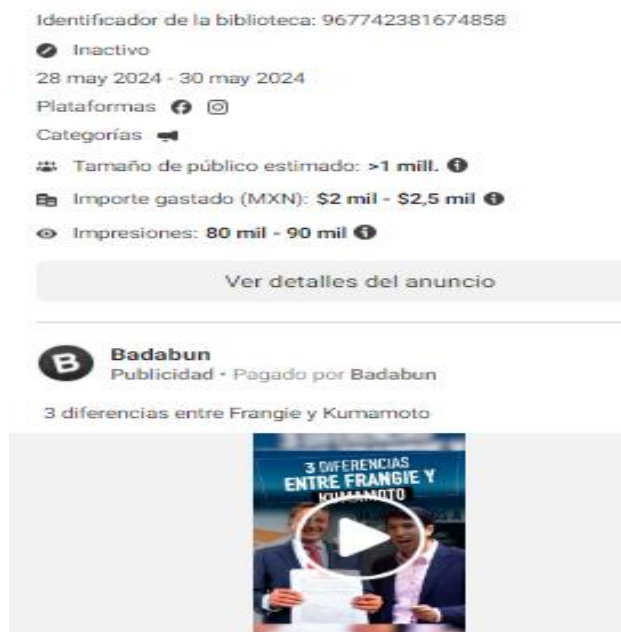 Identificador de la biblioteca: 967742381674858
Inactivo
28 may 2024 - 30 may 2024
Plataformas
Categorías
Tamaño de público estimado: >1 mill.
Importe gastado (MXN): $2 mil - $2,5 mil
Impresiones: 80 mil - 90 mil
Ver detalles del anuncio
B
Badabun
Publicidad • Pagado por Badabun
3 diferencias entre Frangie y Kumamoto
3 DIFERENCIAS
ENTRE FRANGIE Y
KUMAMOTO